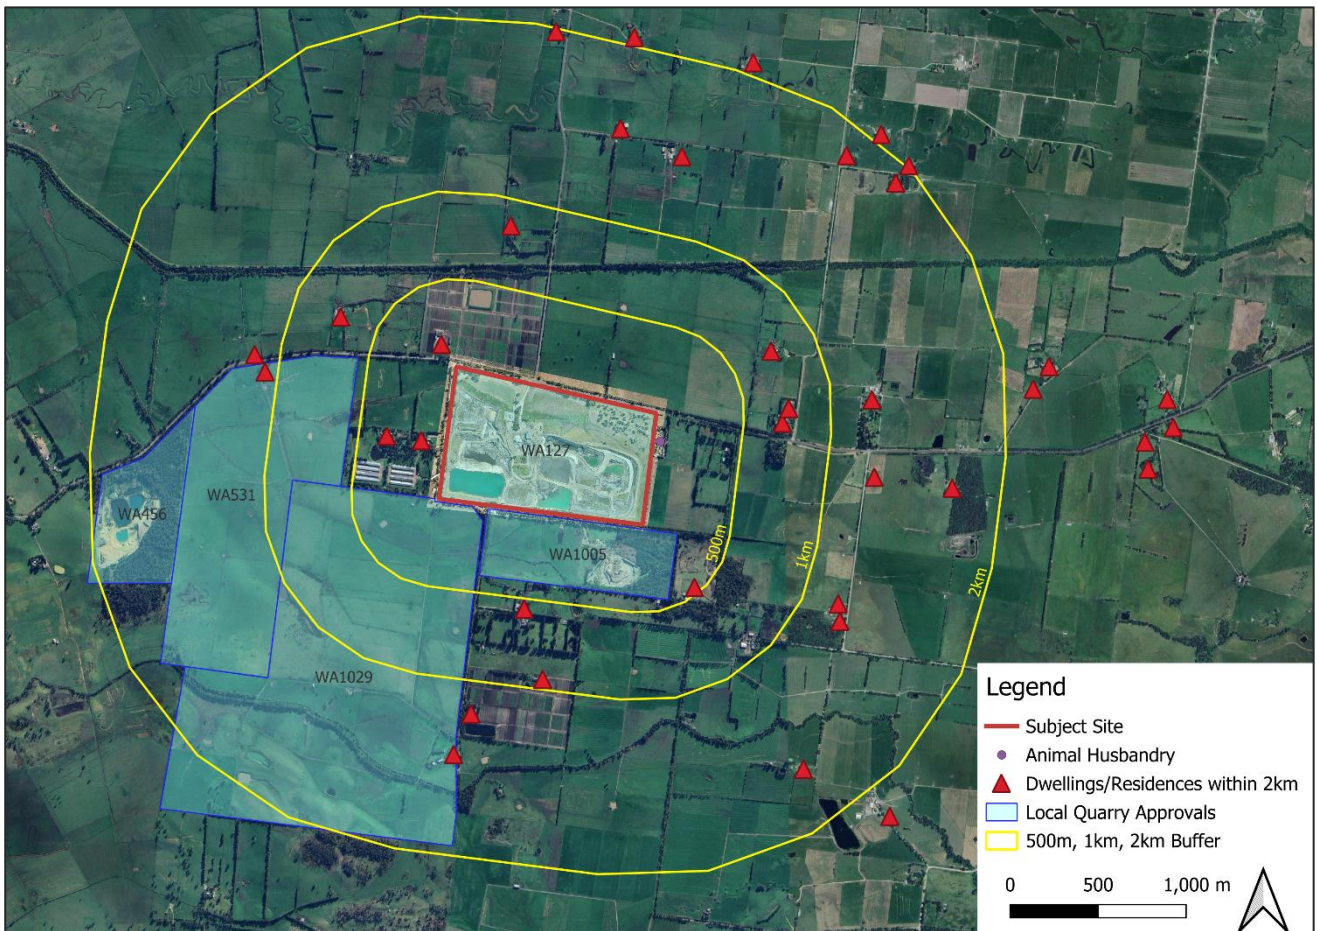 WA127
WA531
WA456
WA1005
500m
1km
2km
WA1029
Legend
Subject Site
Animal Husbandry
Dwellings/Residences within 2km
Local Quarry Approvals
500m, 1km, 2km Buffer
0 500 1,000 m